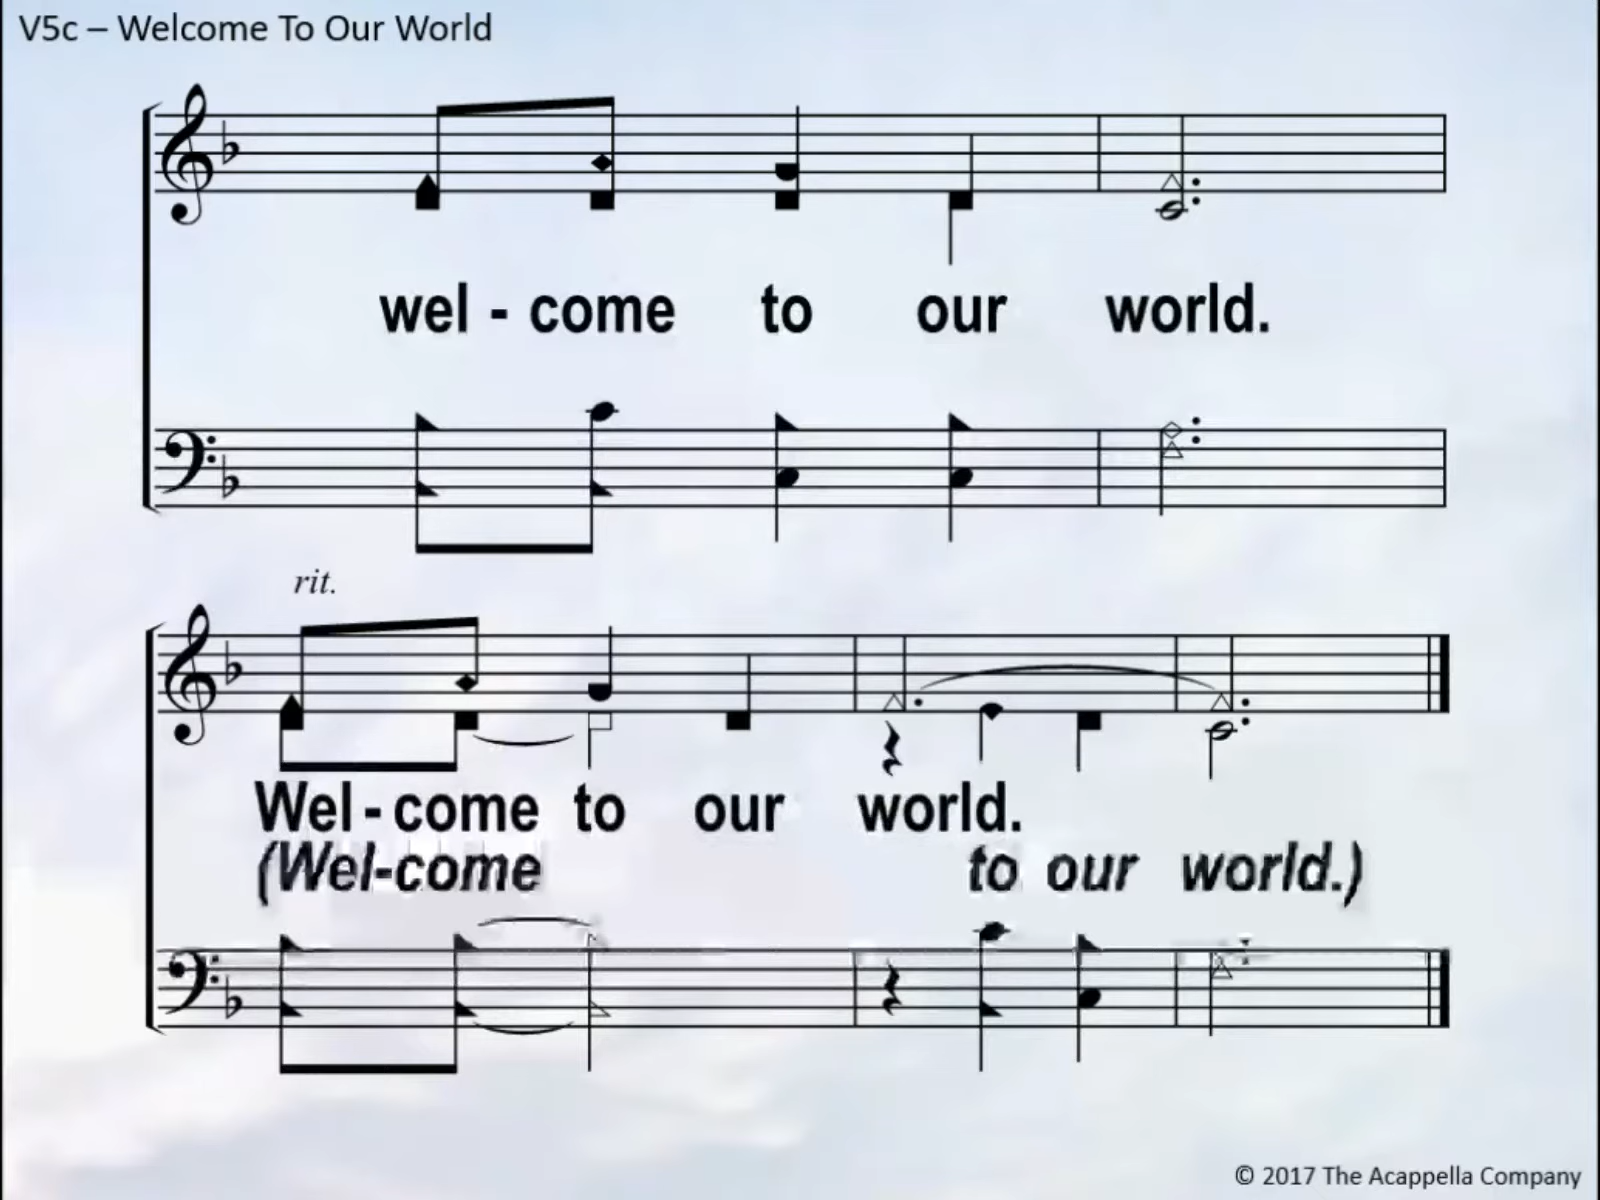 V5c – Welcome To Our World
wel - come to our world.
rit.
Wel - come to our world.
(Wel-come to our world.)
© 2017 The Acappella Company